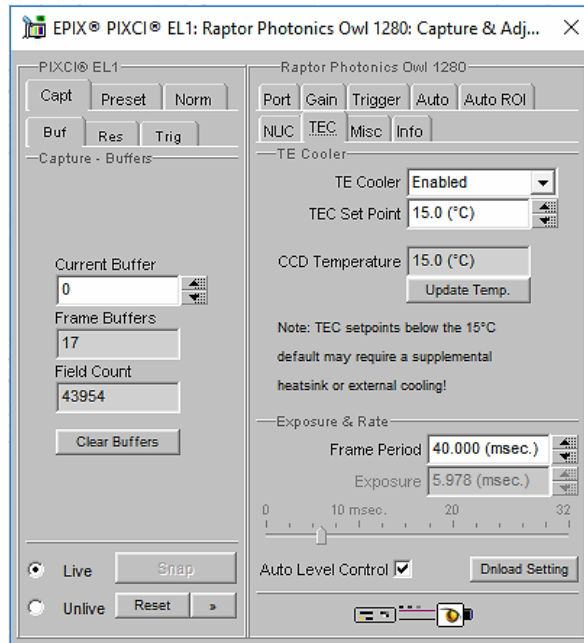 EPIX® PIXCI® EL1: Raptor Photonics Owl 1280: Capture & Adj...
PIXCI® EL1
Capt Preset Norm
Buf Res Trig
Capture - Buffers
Current Buffer
0
Frame Buffers
17
Field Count
43954
Clear Buffers
Live Snap
Unlive Reset »
Raptor Photonics Owl 1280
Port Gain Trigger Auto Auto ROI
NUC TEC Misc Info
TE Cooler
TE Cooler Enabled
TEC Set Point 15.0 (°C)
CCD Temperature 15.0 (°C)
Update Temp.
Note: TEC setpoints below the 15°C
default may require a supplemental
heatsink or external cooling!
Exposure & Rate
Frame Period 40.000 (msec.)
Exposure 5.978 (msec.)
0 10 msec. 20 32
Auto Level Control Dnload Setting